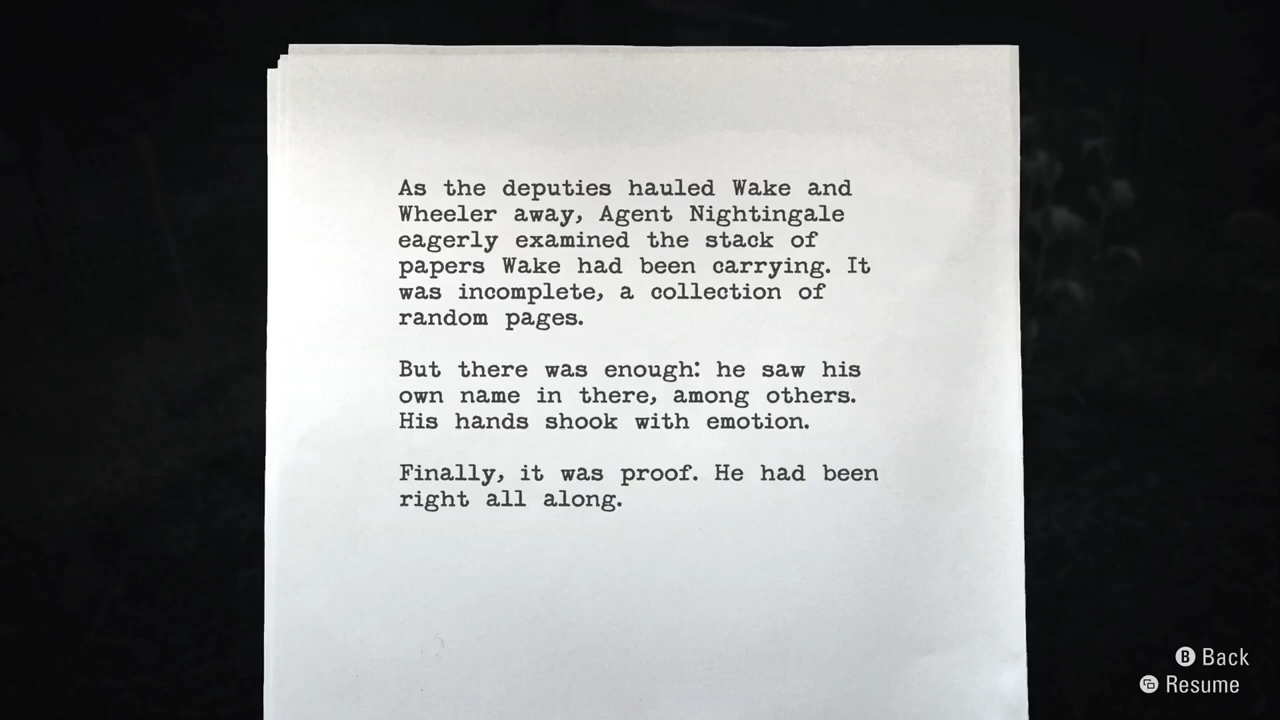 As the deputies hauled Wake and
Wheeler away, Agent Nightingale
eagerly examined the stack of
papers Wake had been carrying. It
was incomplete, a collection of
random pages.
But there was enough: he saw his
own name in there, among others.
His hands shook with emotion.
Finally, it was proof. He had been
right all along.
B Back
Resume